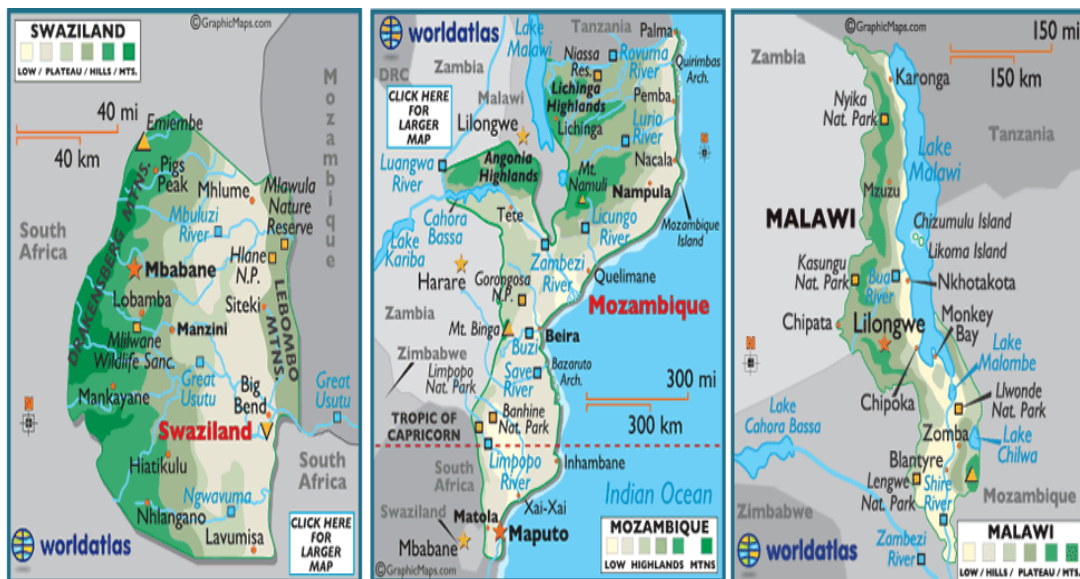 ©GraphicMaps.com
SWAZILAND
LOW / PLATEAU / HILLS / MTS.
40 mi
40 km
Mozambique
Emlembe
Pigs
Peak
Mhlume
Mlawula
Nature
Reserve
Mbuluzi
River
South
Africa
DRAKENSBERG MTNS.
Hlane
N.P.
Mbabane
Lobamba
Siteki
LEBOMBO
MTNS.
Manzini
Mlilwane
Wildlife Sanc.
Great
Usutu
Big
Bend
Great
Usutu
Mankayane
N
Swaziland
Hlatikulu
South
Africa
Ngwavuma
Nhlangano
Lavumisa
CLICK HERE
FOR
LARGER
MAP
worldatlas
worldatlas
Lake
Malawi
Tanzania
Palma
DRC
Zambia
Niassa
Res.
Rovuma
River
Quirimbas
Arch.
CLICK HERE
FOR
LARGER
MAP
Malawi
Lichinga
Highlands
Pemba
Lilongwe
Lichinga
Luria
River
N
Luangwa
River
Angonia
Highlands
Mt.
Namuli
Nacala
Nampula
Cahora
Bassa
Tete
Licungo
River
Mozambique
Island
Lake
Kariba
Harare
Zambezi
River
Quelimane
Gorongosa
N.P.
Mozambique
Zambia
Mt. Binga
Beira
Buzi
Zimbabwe
Limpopo
Nat. Park
Save
River
Bazaruto
Arch.
300 mi
300 km
Banhine
Nat. Park
TROPIC OF
CAPRICORN
South
Africa
Limpopo
River
Inhambane
Indian Ocean
Xai-Xai
Swaziland
Matola
Maputo
Mbabane
MOZAMBIQUE
LOW HIGHLANDS MTNS
©GraphicMaps.com
©GraphicMaps.com
150 mi
150 km
Zambia
Karonga
Nyika
Nat. Park
Tanzania
Lake
Malawi
Mzuzu
MALAWI
Chizumulu Island
Likoma Island
Kasungu
Nat. Park
Bua
River
Nkhotakota
Chipata
Lilongwe
Monkey
Bay
N
Lake
Malombe
Chipoka
Liwonde
Nat. Park
Lake
Cahora Bassa
Zomba
Lake
Chilwa
Blantyre
Lengwe
Nat. Park
Shire
River
Mozambique
Zimbabwe
worldatlas
Zambezi
River
MALAWI
LOW / HILLS / PLATEAU / MTS.